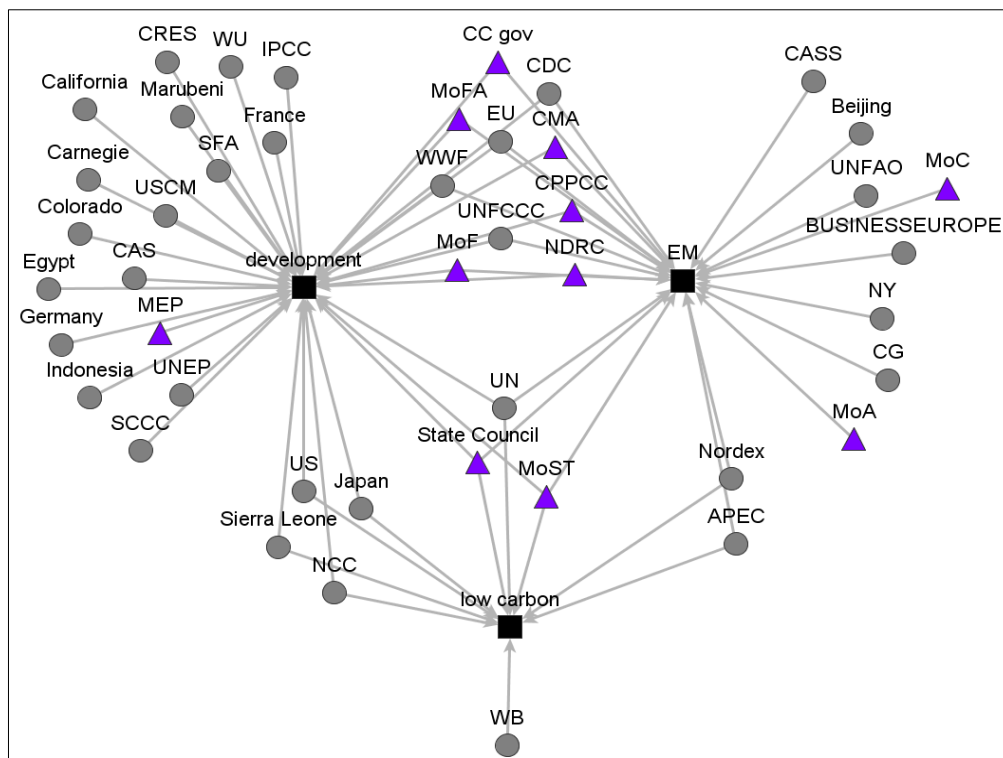 CC gov
CRES
WU
IPCC
CASS
CDC
California
Marubeni
MoFA
EU
CMA
Beijing
France
SFA
WWF
Carnegie
USCM
CPPCC
UNFAO
MoC
Colorado
UNFCCC
BUSINESSEUROPE
CAS
development
MoF
NDRC
EM
Egypt
MEP
NY
Germany
Indonesia
UNEP
UN
CG
SCCC
State Council
MoA
US
Japan
MoST
Nordex
Sierra Leone
APEC
NCC
low carbon
WB